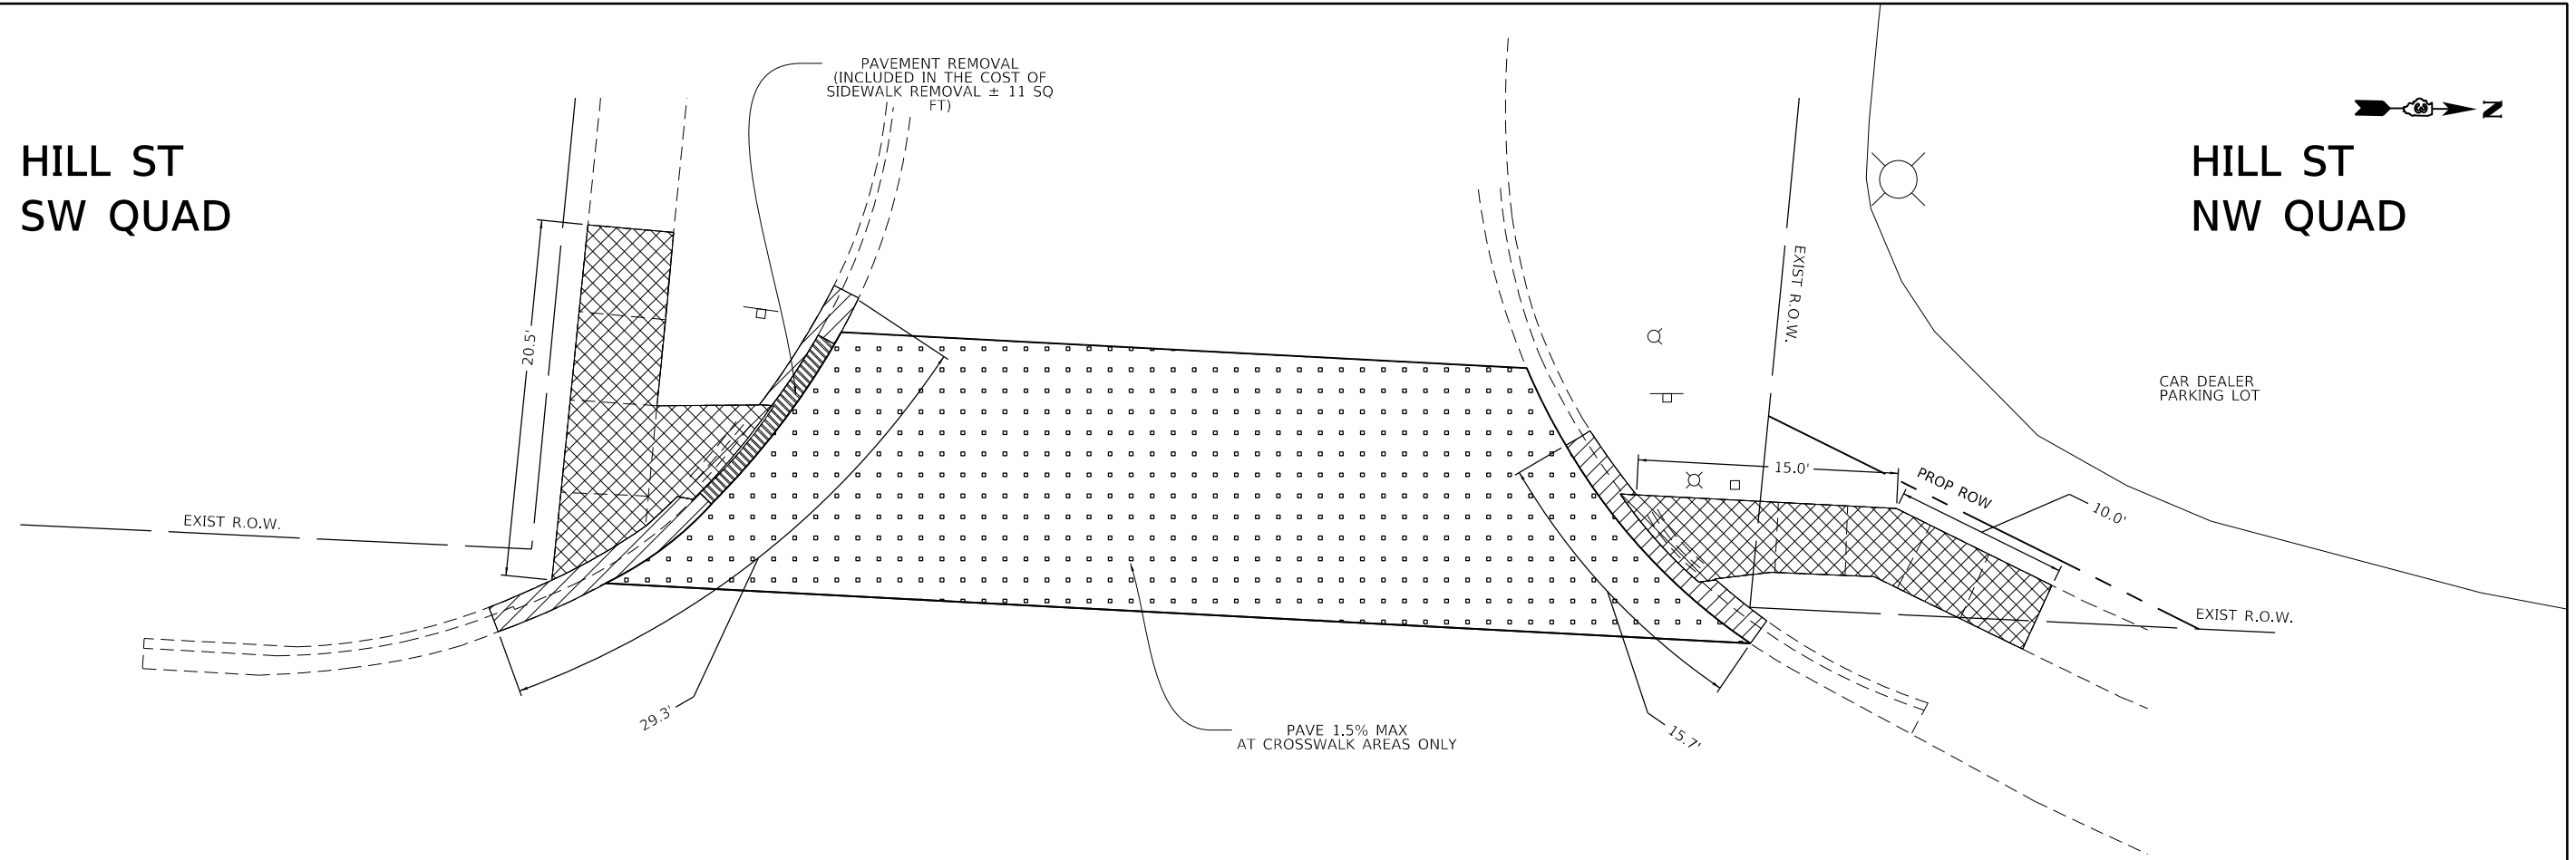 PAVEMENT REMOVAL
(INCLUDED IN THE COST OF
SIDEWALK REMOVAL ± 11 SQ
FT)
HILL ST
SW QUAD
N
HILL ST
NW QUAD
20.5'
EXIST R.O.W.
CAR DEALER
PARKING LOT
15.0'
PROP ROW
10.0'
EXIST R.O.W.
EXIST R.O.W.
29.3'
PAVE 1.5% MAX
AT CROSSWALK AREAS ONLY
15.7'